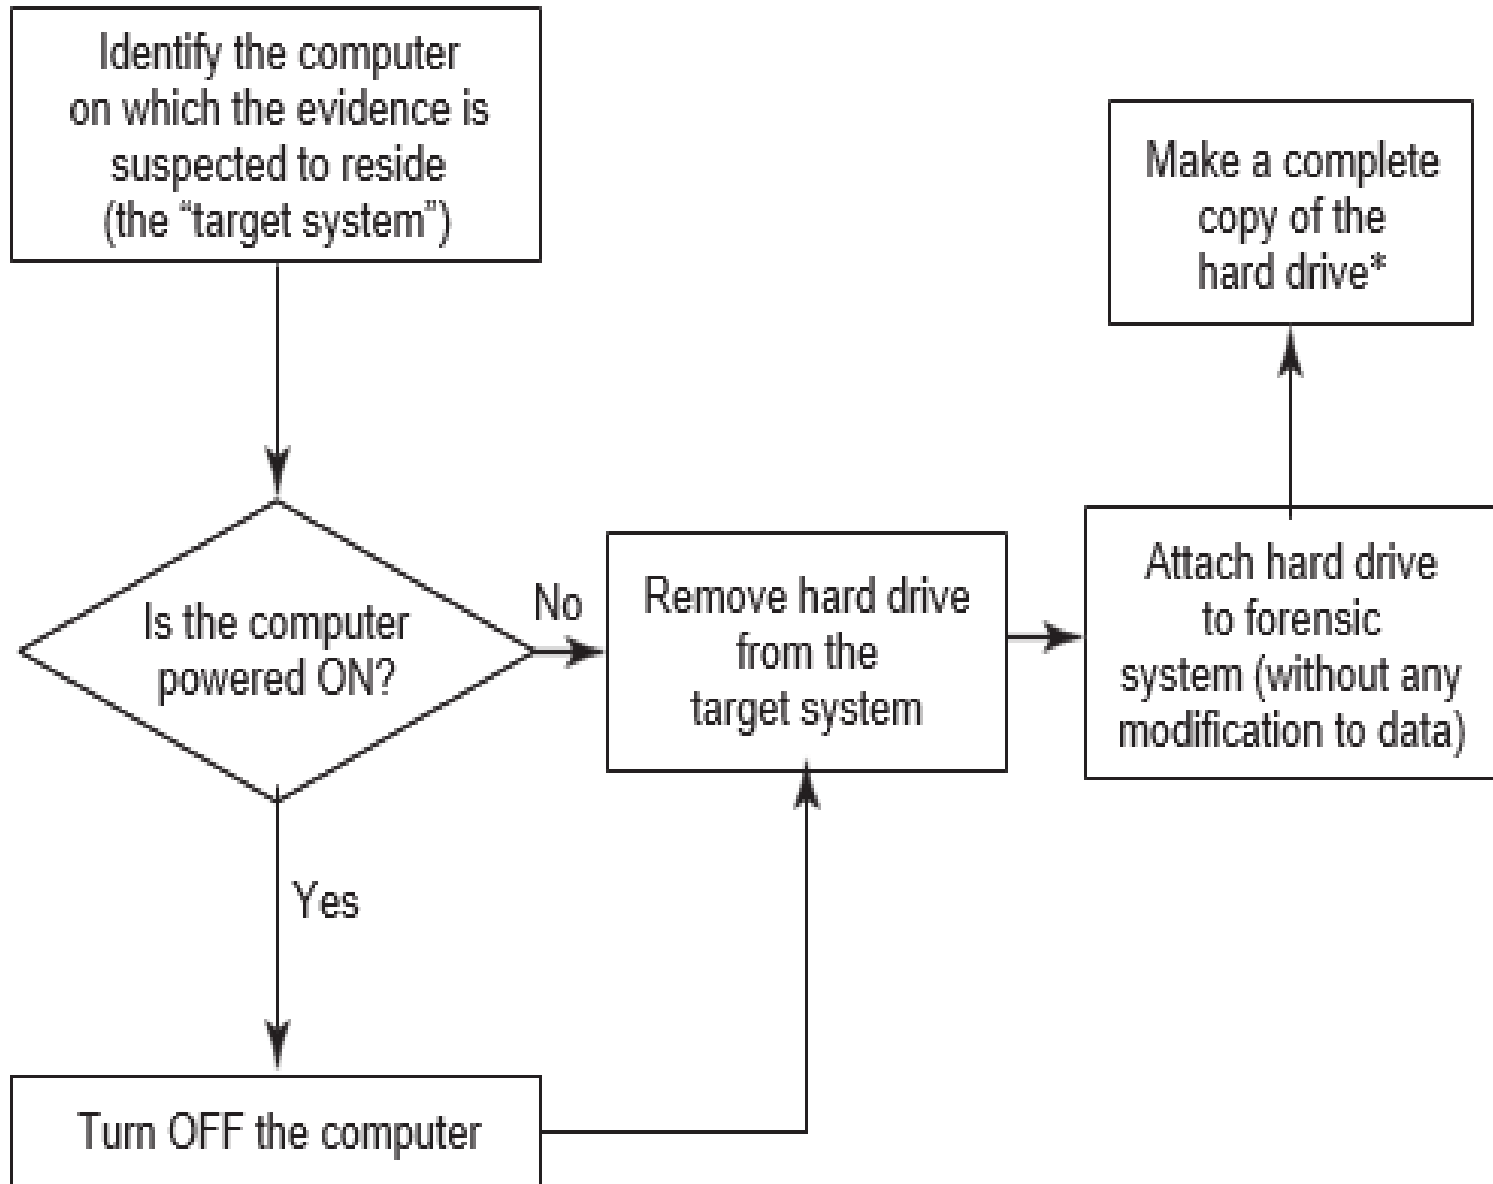 Identify the computer
on which the evidence is
suspected to reside
(the “target system”)
Is the computer
powered ON?
No
Yes
Turn OFF the computer
Remove hard drive
from the
target system
Attach hard drive
to forensic
system (without any
modification to data)
Make a complete
copy of the
hard drive*